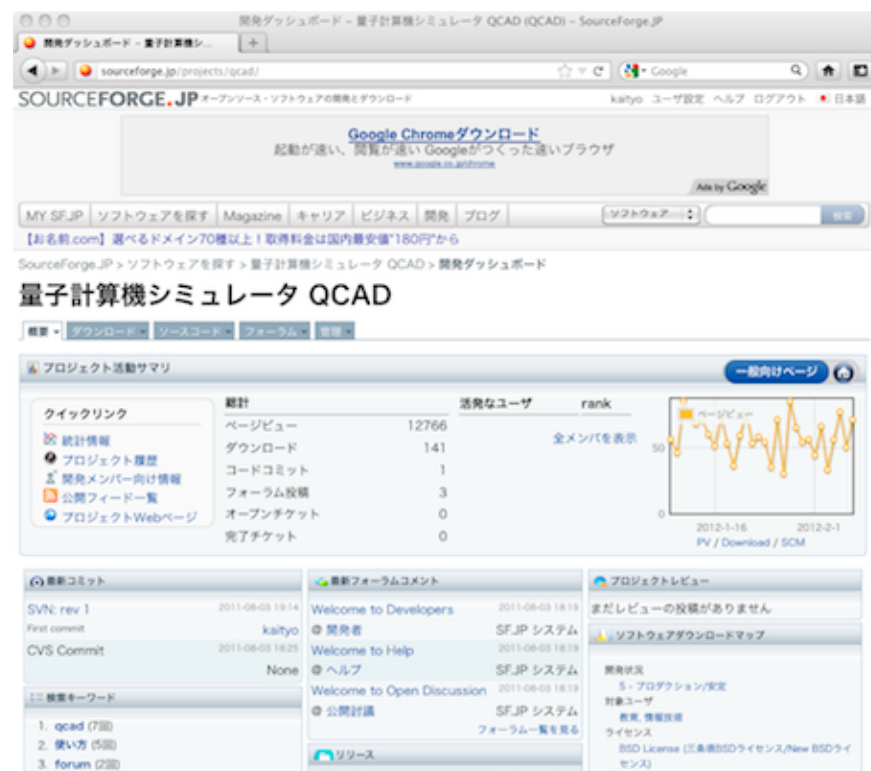 開発ダッシュボード – 量子計算機シミュレータ QCAD (QCAD) – SourceForge.JP
開発ダッシュボード – 量子計算機シ...
sourceforge.jp/projects/qcad/
Google
SOURCEFORGE.JP オープンソース・ソフトウェアの開発とダウンロード
kaityo ユーザ設定 ヘルプ ログアウト 日本語
Google Chromeダウンロード
起動が速い、閲覧が速い Googleがつくった速いブラウザ
www.google.co.jp/chrome
Ads by Google
MY SF.JP ソフトウェアを探す Magazine キャリア ビジネス 開発 ブログ
ソフトウェア 検索
【お名前.com】選べるドメイン70種以上！取得料金は国内最安値"180円"から
SourceForge.JP > ソフトウェアを探す > 量子計算機シミュレータ QCAD > 開発ダッシュボード
量子計算機シミュレータ QCAD
概要 ダウンロード ソースコード フォーラム 管理
プロジェクト活動サマリ
一般向けページ
クイックリンク
統計情報
プロジェクト履歴
開発メンバー向け情報
公開フィード一覧
プロジェクトWebページ
総計
ページビュー 12766
ダウンロード 141
コードコミット 1
フォーラム投稿 3
オープンチケット 0
完了チケット 0
活発なユーザ rank
全メンバを表示
ページビュー
50
0
2012-1-16 2012-2-1
PV / Download / SCM
最新コミット
SVN: rev 1 2011-08-03 19:14
First commit kaityo
CVS Commit 2011-08-03 18:25
None
検索キーワード
1. qcad (7回)
2. 使い方 (5回)
3. forum (2回)
最新フォーラムコメント
Welcome to Developers 2011-08-03 18:19
@ 開発者 SF.JP システム
Welcome to Help 2011-08-03 18:19
@ ヘルプ SF.JP システム
Welcome to Open Discussion 2011-08-03 18:19
@ 公開討議 SF.JP システム
フォーラム一覧を見る
リリース
プロジェクトレビュー
まだレビューの投稿がありません
ソフトウェアダウンロードマップ
開発状況
5 - プロダクション/安定
対象ユーザ
教育, 情報技術
ライセンス
BSD License (三条項BSDライセンス/New BSDライ
センス)